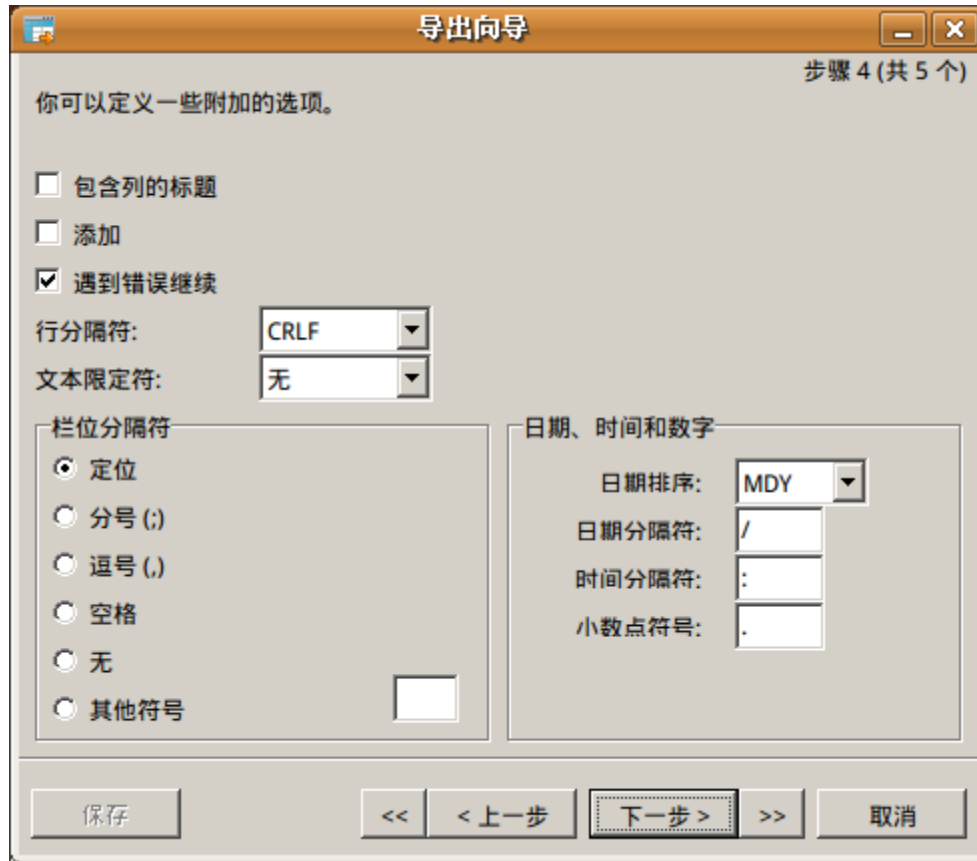 导出向导
步骤 4 (共 5 个)
你可以定义一些附加的选项。
包含列的标题
添加
遇到错误继续
行分隔符: CRLF
文本限定符: 无
栏位分隔符
定位
分号 (;)
逗号 (,)
空格
无
其他符号
日期、时间和数字
日期排序: MDY
日期分隔符: /
时间分隔符: :
小数点符号: .
保存 << < 上一步 下一步 > >> 取消